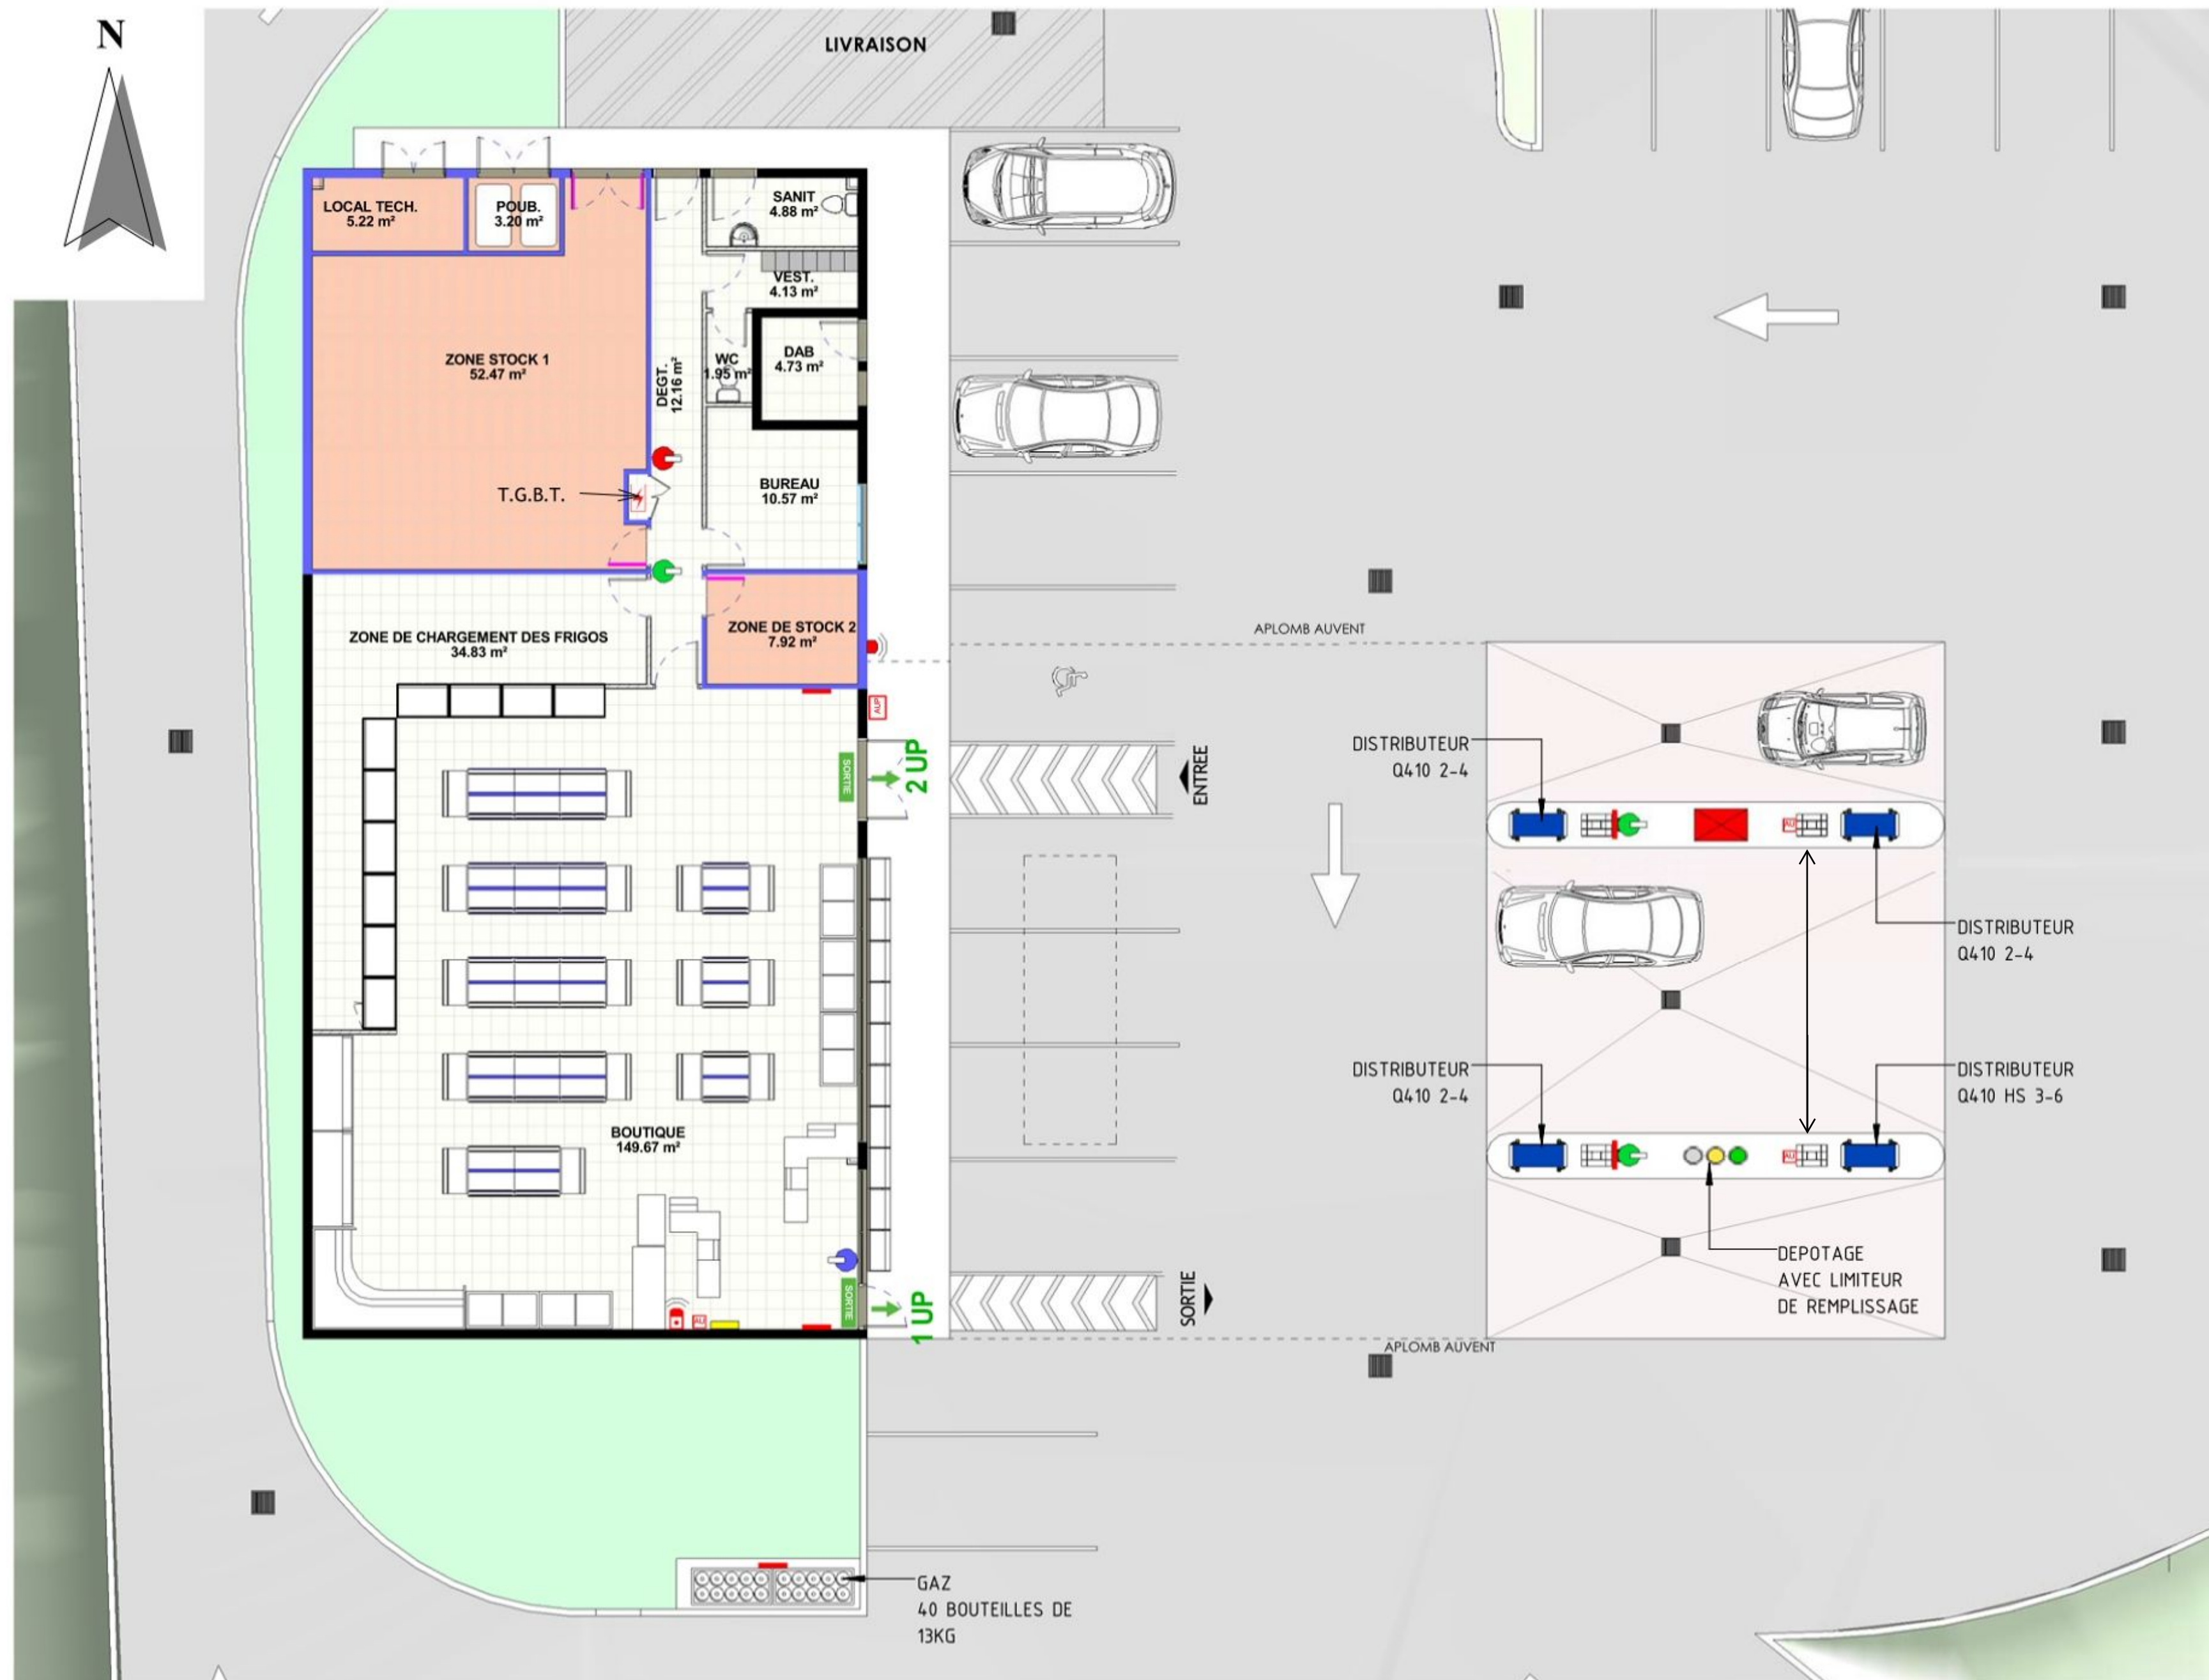 N
LIVRAISON
LOCAL TECH.
5.22 m²
POUB.
3.20 m²
SANIT
4.88 m²
VEST.
4.13 m²
ZONE STOCK 1
52.47 m²
DEGT.
12.16 m²
WC
1.95 m²
DAB
4.73 m²
T.G.B.T.
BUREAU
10.57 m²
ZONE DE CHARGEMENT DES FRIGOS
34.83 m²
ZONE DE STOCK 2
7.92 m²
APLOMB AUVENT
AUP
SORTIE
2 UP
ENTREE
DISTRIBUTEUR
Q410 2-4
AU
DISTRIBUTEUR
Q410 2-4
DISTRIBUTEUR
Q410 2-4
DISTRIBUTEUR
Q410 HS 3-6
AU
BOUTIQUE
149.67 m²
DEPOTAGE
AVEC LIMITEUR
DE REMPLISSAGE
AU
SORTIE
1 UP
SORTIE
APLOMB AUVENT
GAZ
40 BOUTEILLES DE
13KG